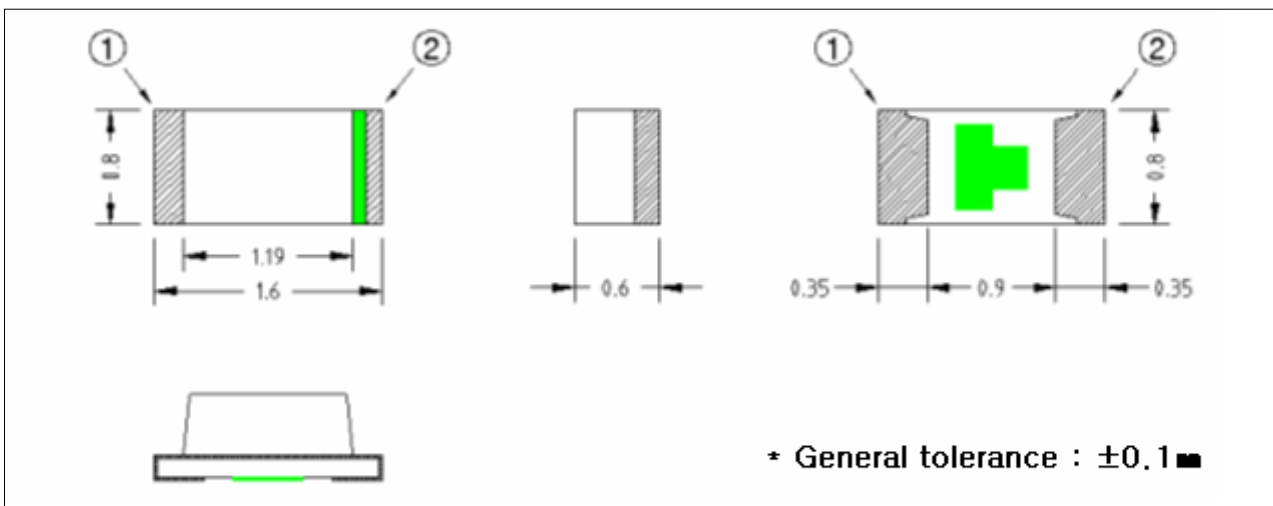 ① ② ① ②
0.8 0.8
1.19
1.6 0.6 0.35 0.9 0.35
* General tolerance : ±0.1㎜